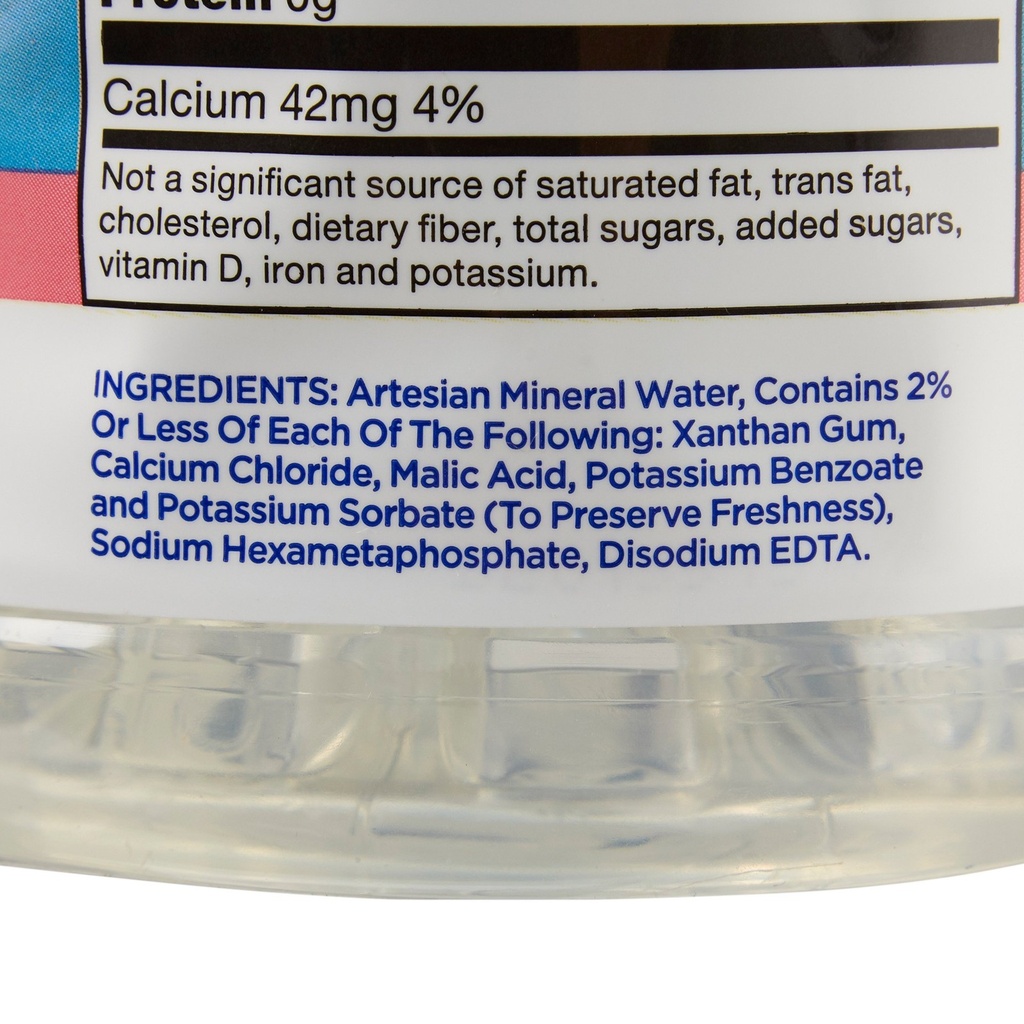 Protein 0g
Calcium 42mg 4%
Not a significant source of saturated fat, trans fat,
cholesterol, dietary fiber, total sugars, added sugars,
vitamin D, iron and potassium.
INGREDIENTS: Artesian Mineral Water, Contains 2%
Or Less Of Each Of The Following: Xanthan Gum,
Calcium Chloride, Malic Acid, Potassium Benzoate
and Potassium Sorbate (To Preserve Freshness),
Sodium Hexametaphosphate, Disodium EDTA.